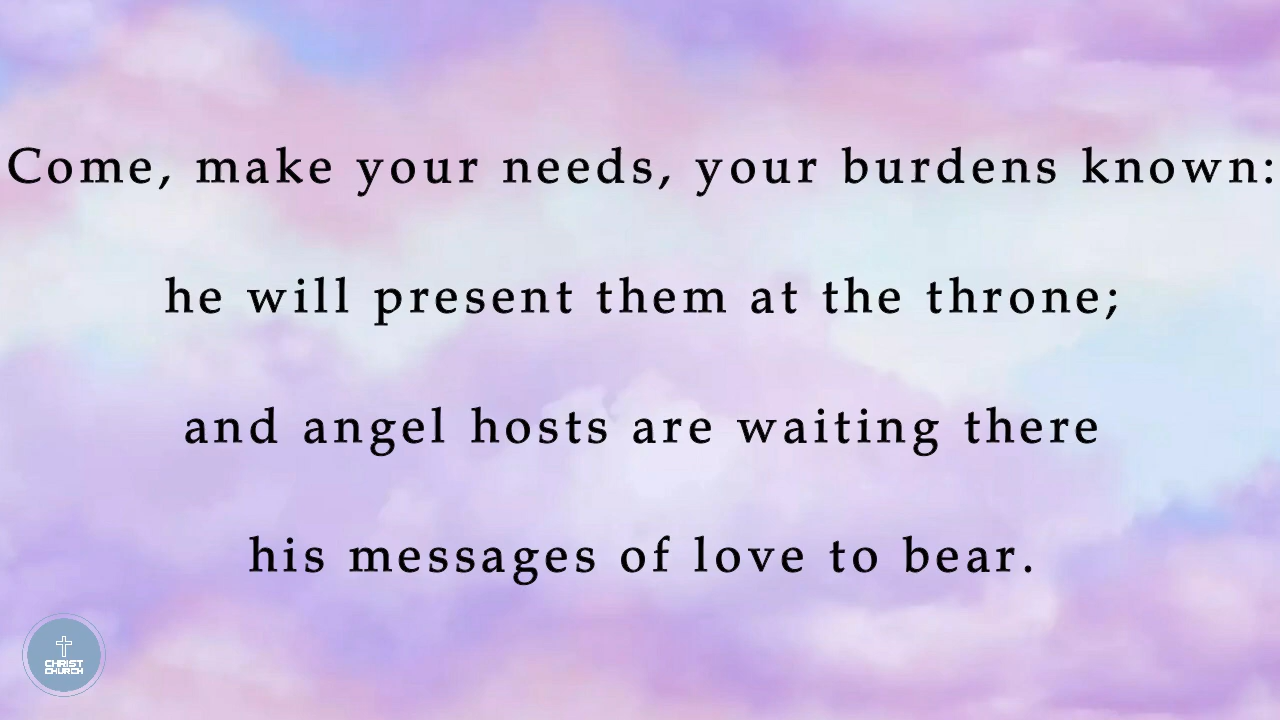 Come, make your needs, your burdens known:
he will present them at the throne;
and angel hosts are waiting there
his messages of love to bear.
CHRIST
CHURCH